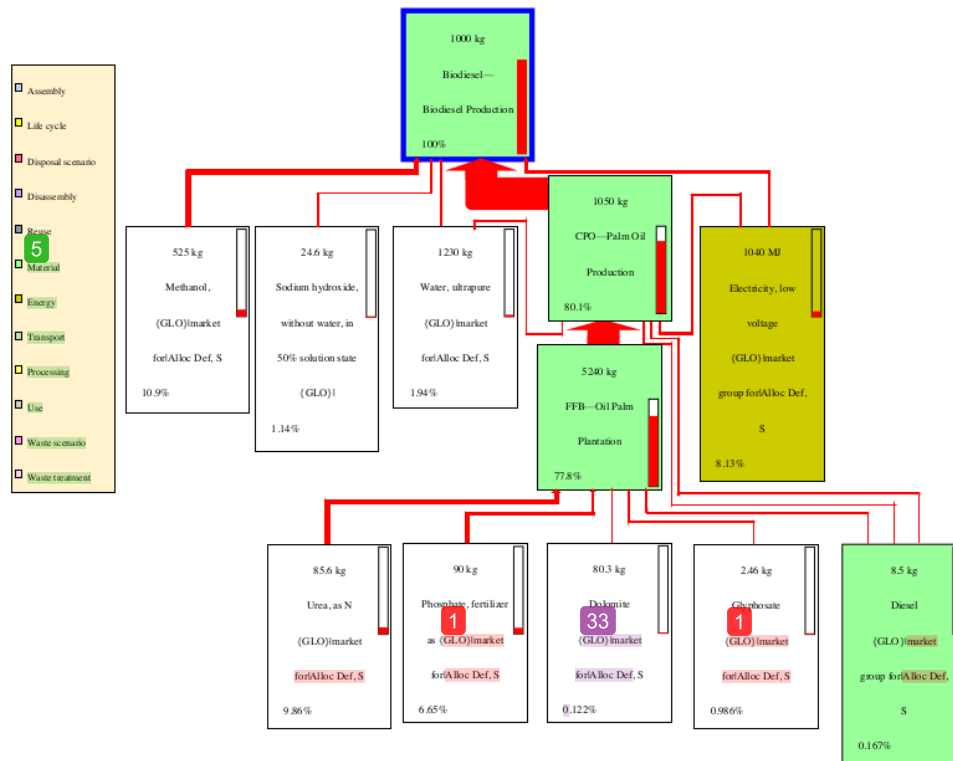 1000 kg
Biodiesel—
Biodiesel Production
100%
Assembly
Life cycle
Disposal scenario
Disassembly
Reuse
5
Material
Energy
Transport
Processing
Use
Waste scenario
Waste treatment
525 kg
Methanol,
{GLO}|market
for|Alloc Def, S
10.9%
24.6 kg
Sodium hydroxide,
without water, in
50% solution state
{GLO}|
1.14%
1230 kg
Water, ultrapure
{GLO}|market
for|Alloc Def, S
1.94%
1050 kg
CPO—Palm Oil
Production
80.1%
1040 MJ
Electricity, low
voltage
{GLO}|market
group for|Alloc Def,
S
8.13%
5240 kg
FFB—Oil Palm
Plantation
77.8%
85.6 kg
Urea, as N
{GLO}|market
for|Alloc Def, S
9.86%
90 kg
Phosphate, fertilizer
1
as {GLO}|market
for|Alloc Def, S
6.65%
80.3 kg
Dolomite
33
{GLO}|market
for|Alloc Def, S
0.122%
2.46 kg
Glyphosate
1
{GLO}|market
for|Alloc Def, S
0.986%
8.5 kg
Diesel
{GLO}|market
group for|Alloc Def,
S
0.167%